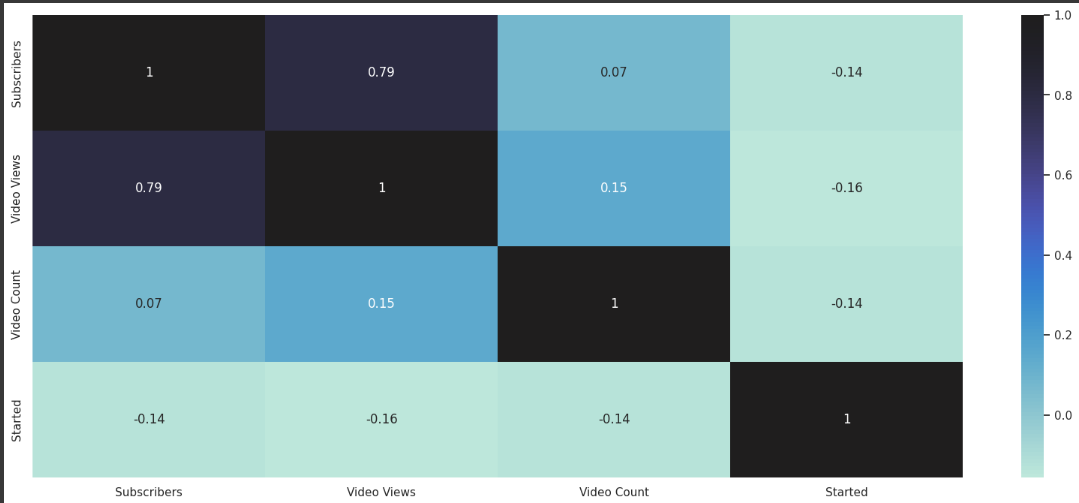 Subscribers 1 0.79 0.07 -0.14
Video Views 0.79 1 0.15 -0.16
Video Count 0.07 0.15 1 -0.14
Started -0.14 -0.16 -0.14 1
Subscribers Video Views Video Count Started
1.0
0.8
0.6
0.4
0.2
0.0